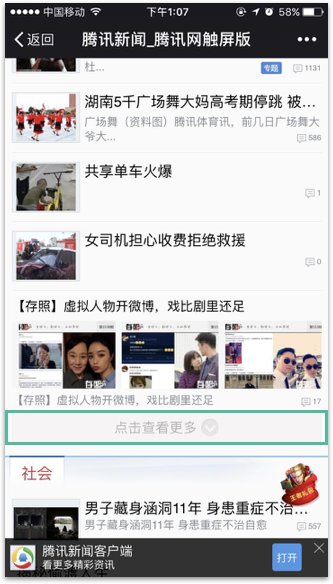 中国移动 下午1:07 58%
返回 腾讯新闻_腾讯网触屏版
杜... 专题 1131
湖南5千广场舞大妈高考期停跳 被…
广场舞（资料图）腾讯体育讯，前几日广场舞大
爷大... 586
共享单车火爆
1
女司机担心收费拒绝救援
0
【存照】虚拟人物开微博，戏比剧里还足
【存照】虚拟人物开微博，戏比剧里还足 17
点击查看更多
社会
男子藏身涵洞11年 身患重症不治…
男子藏身涵洞11年 身患重症不治自愈 557
腾讯新闻客户端
看更多精彩资讯
打开